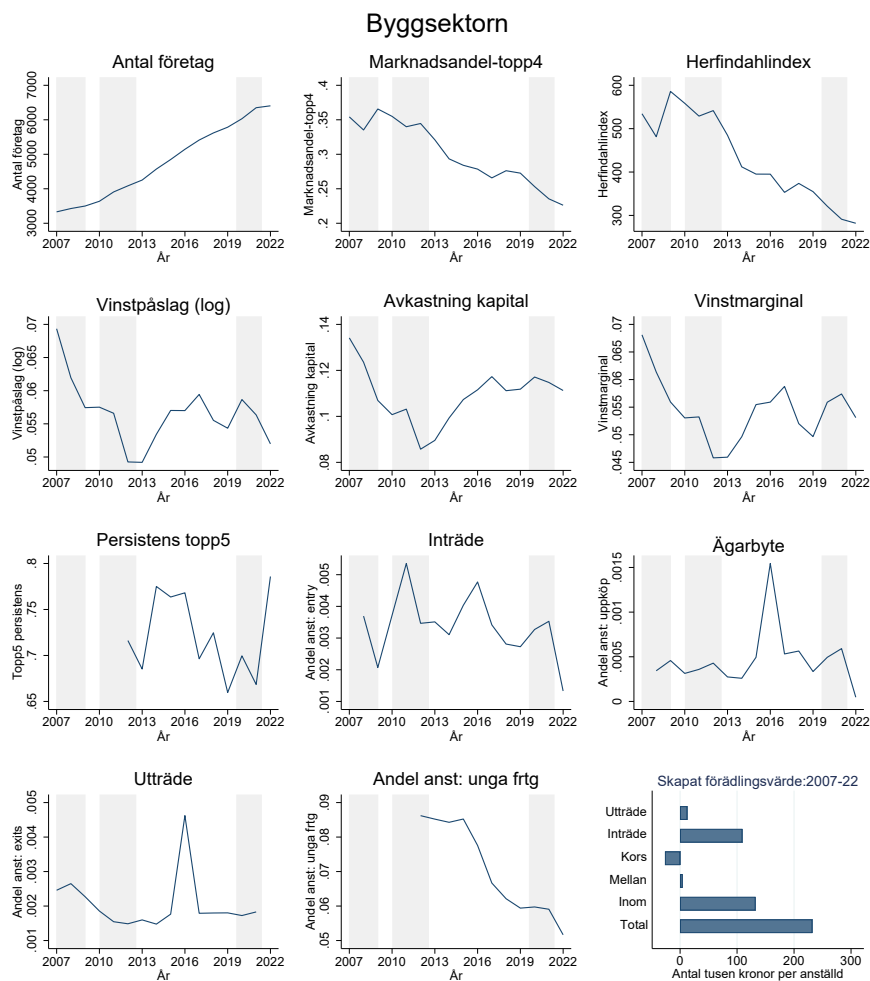 Byggsektorn
Antal företag
Antal företag
3000 4000 5000 6000 7000
2007 2010 2013 2016 2019 2022
År
Marknadsandel-topp4
Marknadsandel-topp4
.2 .25 .3 .35 .4
2007 2010 2013 2016 2019 2022
År
Herfindahlindex
Herfindahlindex
300 400 500 600
2007 2010 2013 2016 2019 2022
År
Vinstpåslag (log)
Vinstpåslag (log)
.05 .055 .06 .065 .07
2007 2010 2013 2016 2019 2022
År
Avkastning kapital
Avkastning kapital
.08 .1 .12 .14
2007 2010 2013 2016 2019 2022
År
Vinstmarginal
Vinstmarginal
.045 .05 .055 .06 .065 .07
2007 2010 2013 2016 2019 2022
År
Persistens topp5
Topp5 persistens
.65 .7 .75 .8
2007 2010 2013 2016 2019 2022
År
Inträde
Andel anst: entry
.001 .002 .003 .004 .005
2007 2010 2013 2016 2019 2022
År
Ägarbyte
Andel anst: uppköp
0 .0005 .001 .0015
2007 2010 2013 2016 2019 2022
År
Utträde
Andel anst: exits
.001 .002 .003 .004 .005
2007 2010 2013 2016 2019 2022
År
Andel anst: unga frtg
Andel anst: unga frtg
.05 .06 .07 .08 .09
2007 2010 2013 2016 2019 2022
År
Skapat förädlingsvärde:2007-22
Utträde
Inträde
Kors
Mellan
Inom
Total
0 100 200 300
Antal tusen kronor per anställd